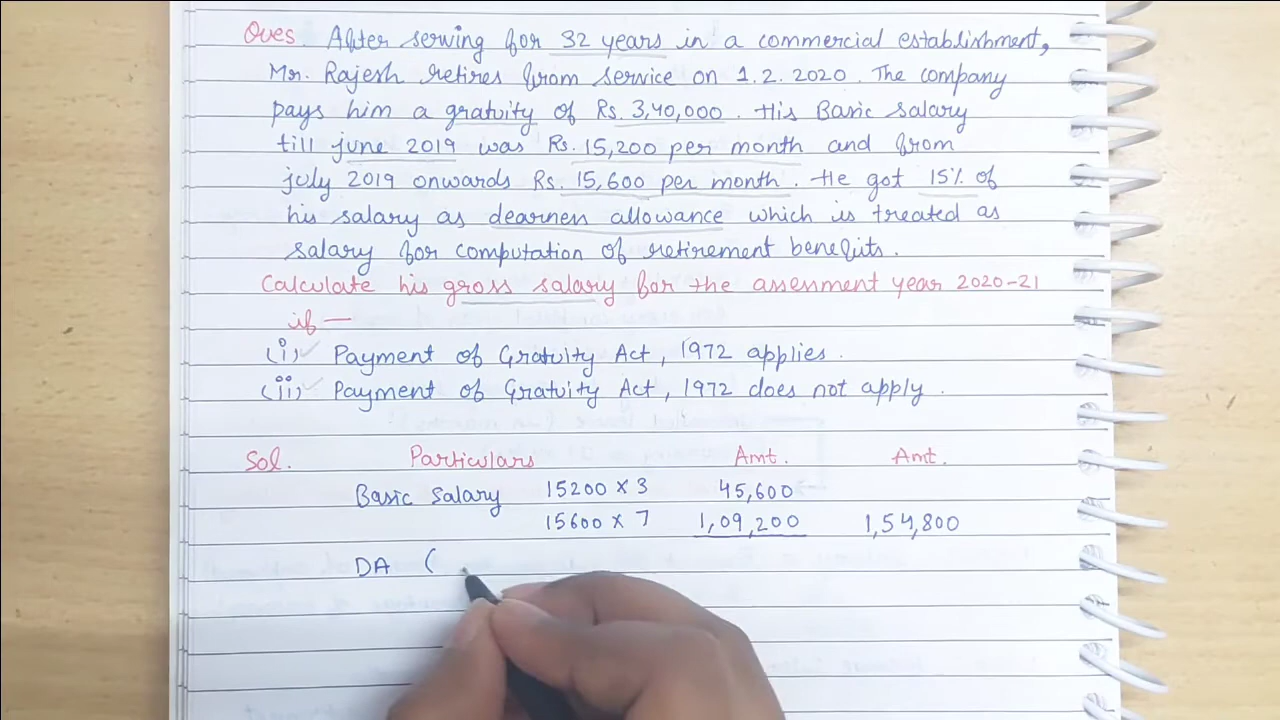 Ques. After serving for 32 years in a commercial establishment,
Mr. Rajesh retires from service on 1.2.2020. The company
pays him a gratuity of Rs. 3,40,000. His Basic salary
till june 2019 was Rs. 15,200 per month and from
july 2019 onwards Rs. 15,600 per month. He got 15% of
his salary as dearness allowance which is treated as
salary for computation of retirement benefits.
Calculate his gross salary for the assessment year 2020-21
if —
(i) Payment of Gratuity Act, 1972 applies.
(ii) Payment of Gratuity Act, 1972 does not apply.
Sol. Particulars Amt. Amt.
Basic Salary 15200 × 3 45,600
15600 × 7 1,09,200 1,54,800
DA (